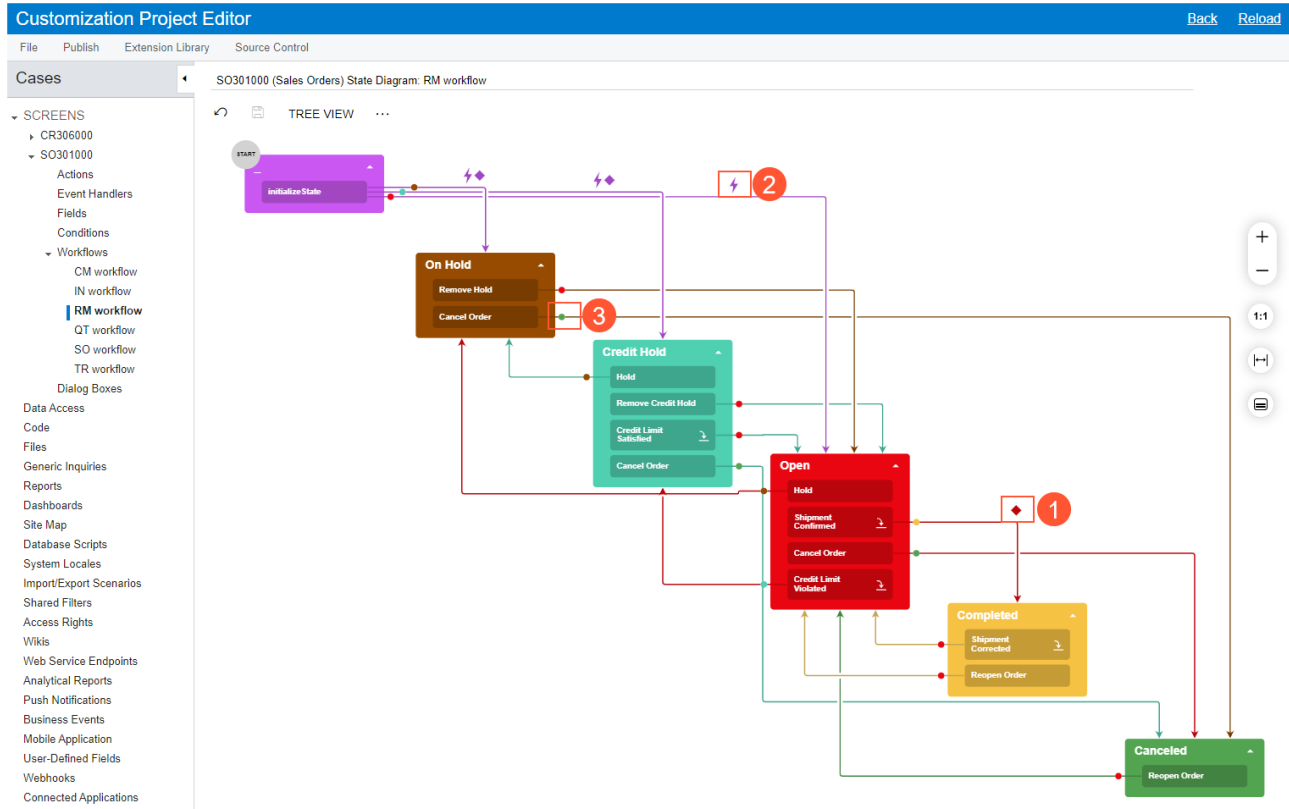 Customization Project Editor
Back
Reload
File
Publish
Extension Library
Source Control
Cases
SO301000 (Sales Orders) State Diagram: RM workflow
TREE VIEW
...
SCREENS
CR306000
SO301000
Actions
Event Handlers
Fields
Conditions
Workflows
CM workflow
IN workflow
RM workflow
QT workflow
SO workflow
TR workflow
Dialog Boxes
Data Access
Code
Files
Generic Inquiries
Reports
Dashboards
Site Map
Database Scripts
System Locales
Import/Export Scenarios
Shared Filters
Access Rights
Wikis
Web Service Endpoints
Analytical Reports
Push Notifications
Business Events
Mobile Application
User-Defined Fields
Webhooks
Connected Applications
START
_
initializeState
2
On Hold
Remove Hold
Cancel Order
3
Credit Hold
Hold
Remove Credit Hold
Credit Limit
Satisfied
Cancel Order
Open
Hold
Shipment
Confirmed
Cancel Order
Credit Limit
Violated
1
Completed
Shipment
Corrected
Reopen Order
Canceled
Reopen Order
1:1